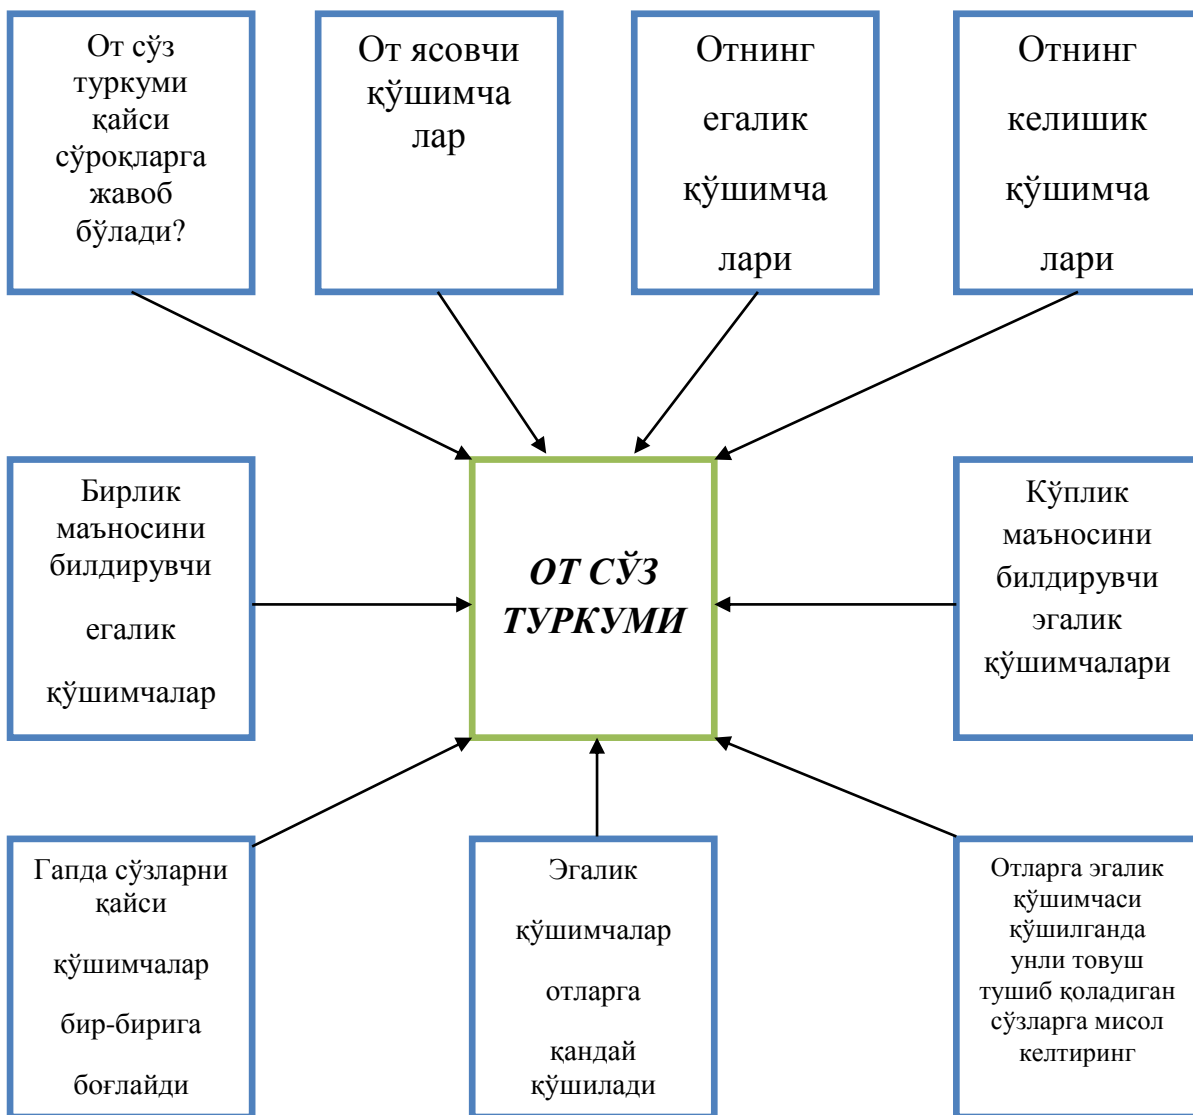 От сўз
туркуми
қайси
сўроқларга
жавоб
бўлади?
От ясовчи
қўшимча
лар
Отнинг
егалик
қўшимча
лари
Отнинг
келишик
қўшимча
лари
Бирлик
маъносини
билдирувчи
егалик
қўшимчалар
ОТ СЎЗ
ТУРКУМИ
Кўплик
маъносини
билдирувчи
эгалик
қўшимчалари
Гапда сўзларни
қайси
қўшимчалар
бир-бирига
боғлайди
Эгалик
қўшимчалар
отларга
қандай
қўшилади
Отларга эгалик
қўшимчаси
қўшилганда
унли товуш
тушиб қоладиган
сўзларга мисол
келтиринг